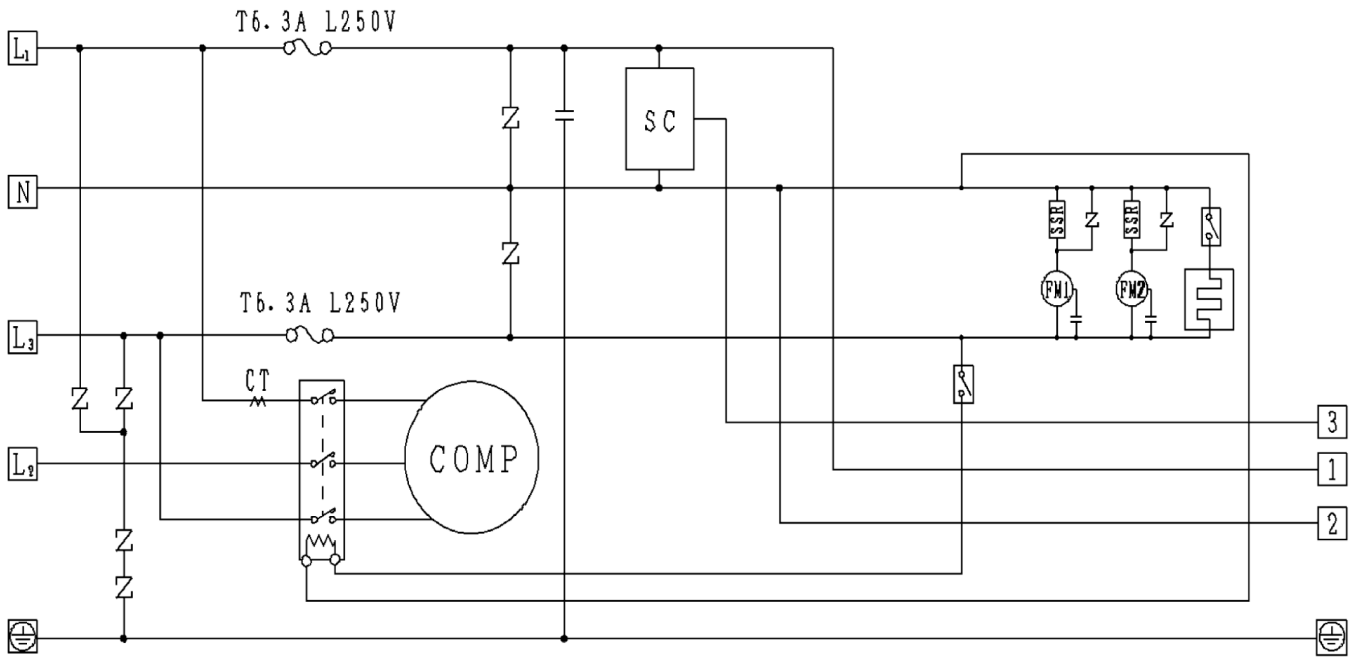 T6.3A L250V
L1
SC
N
SSR
SSR
FM1
FM2
T6.3A L250V
L3
CT
3
COMP
L2
1
2